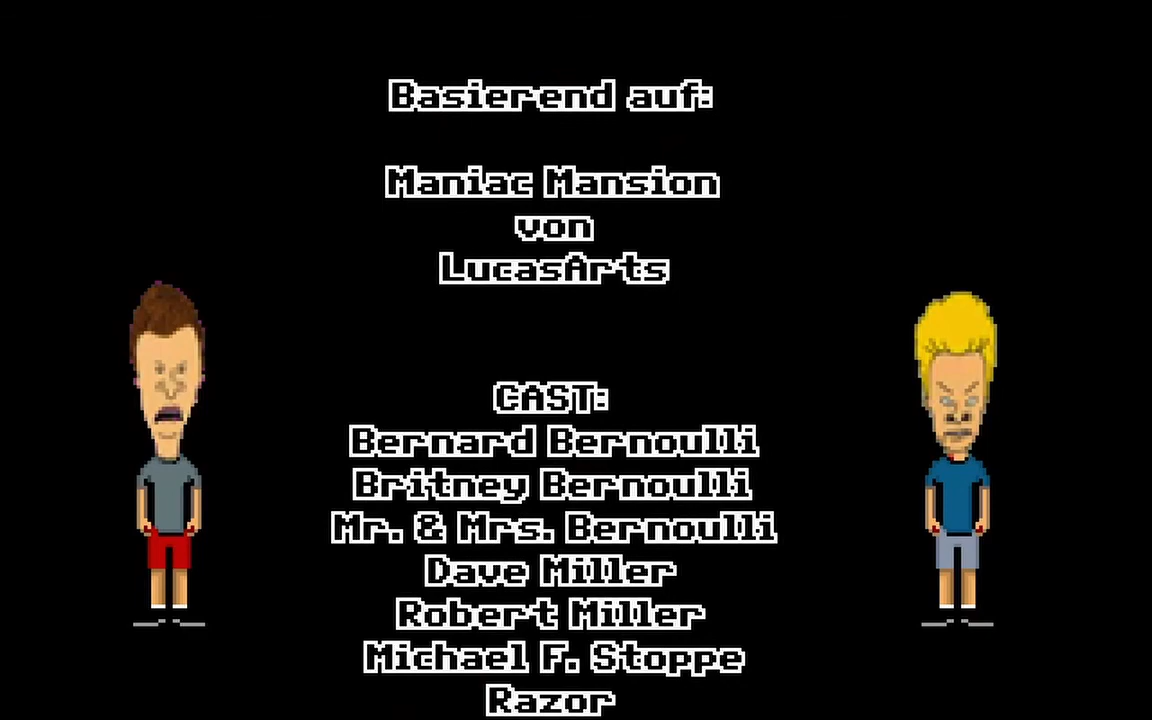 Basierend auf:
Maniac Mansion
von
LucasArts
CAST:
Bernard Bernoulli
Britney Bernoulli
Mr. & Mrs. Bernoulli
Dave Miller
Robert Miller
Michael F. Stoppe
Razor